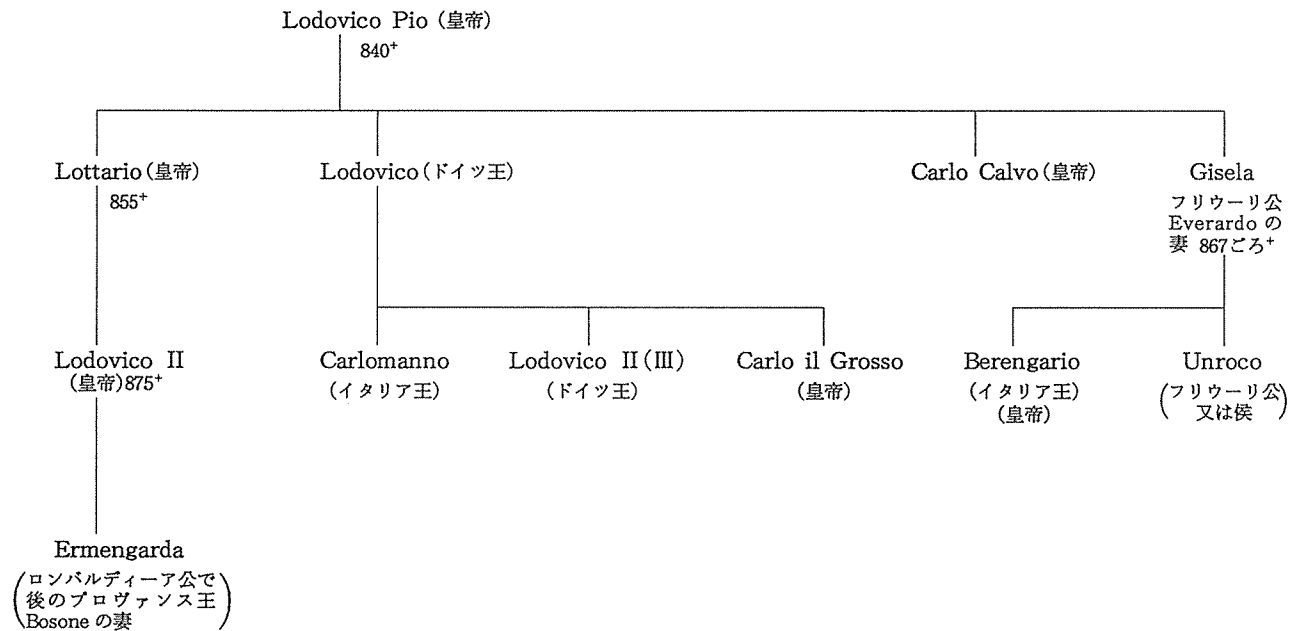 Lodovico Pio (皇帝)
840⁺
Lottario (皇帝)
855⁺
Lodovico (ドイツ王)
Carlo Calvo (皇帝)
Gisela
フリウーリ公
Everardo の
妻 867ごろ⁺
Lodovico II
(皇帝) 875⁺
Carlomanno
(イタリア王)
Lodovico II (III)
(ドイツ王)
Carlo il Grosso
(皇帝)
Berengario
(イタリア王)
(皇帝)
Unroco
(フリウーリ公
又は侯)
Ermengarda
(ロンバルディーア公で
後のプロヴァンス王
Bosone の妻)